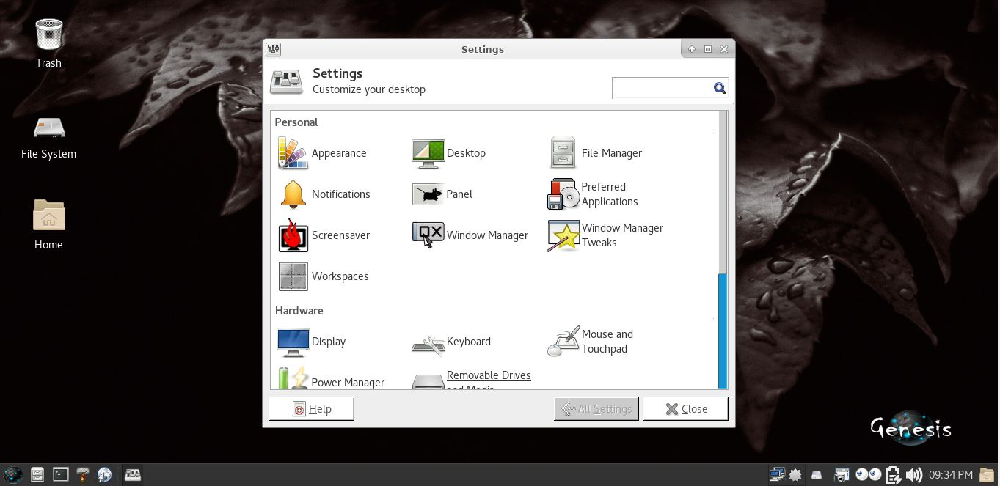 Trash
File System
Home
Settings
Settings
Customize your desktop
Personal
Appearance
Desktop
File Manager
Notifications
Panel
Preferred
Applications
Screensaver
Window Manager
Window Manager
Tweaks
Workspaces
Hardware
Display
Keyboard
Mouse and
Touchpad
Power Manager
Removable Drives
and Media
Help
All Settings
Close
Genesis
09:34 PM